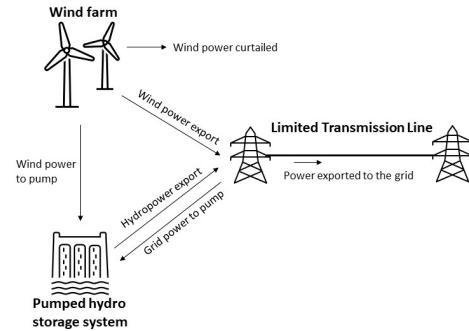 Wind farm
Wind power curtailed
Wind power export
Limited Transmission Line
Wind power
to pump
Power exported to the grid
Hydropower export
Grid power to pump
Pumped hydro
storage system